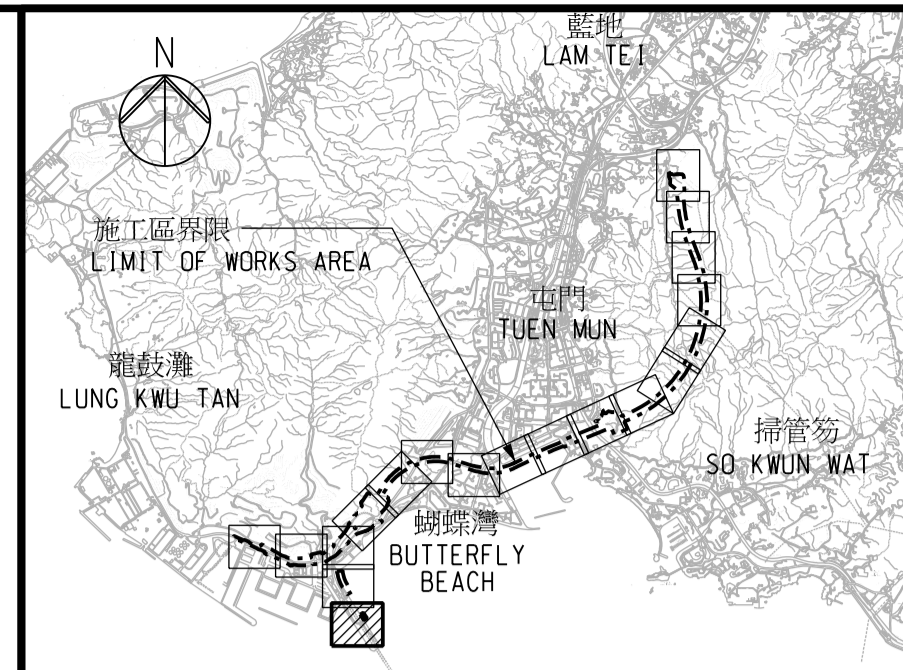 藍地
LAM TEI
N
施工區界限
LIMIT OF WORKS AREA
屯門
TUEN MUN
龍鼓灘
LUNG KWU TAN
掃管笏
SO KWUN WAT
蝴蝶灣
BUTTERFLY
BEACH